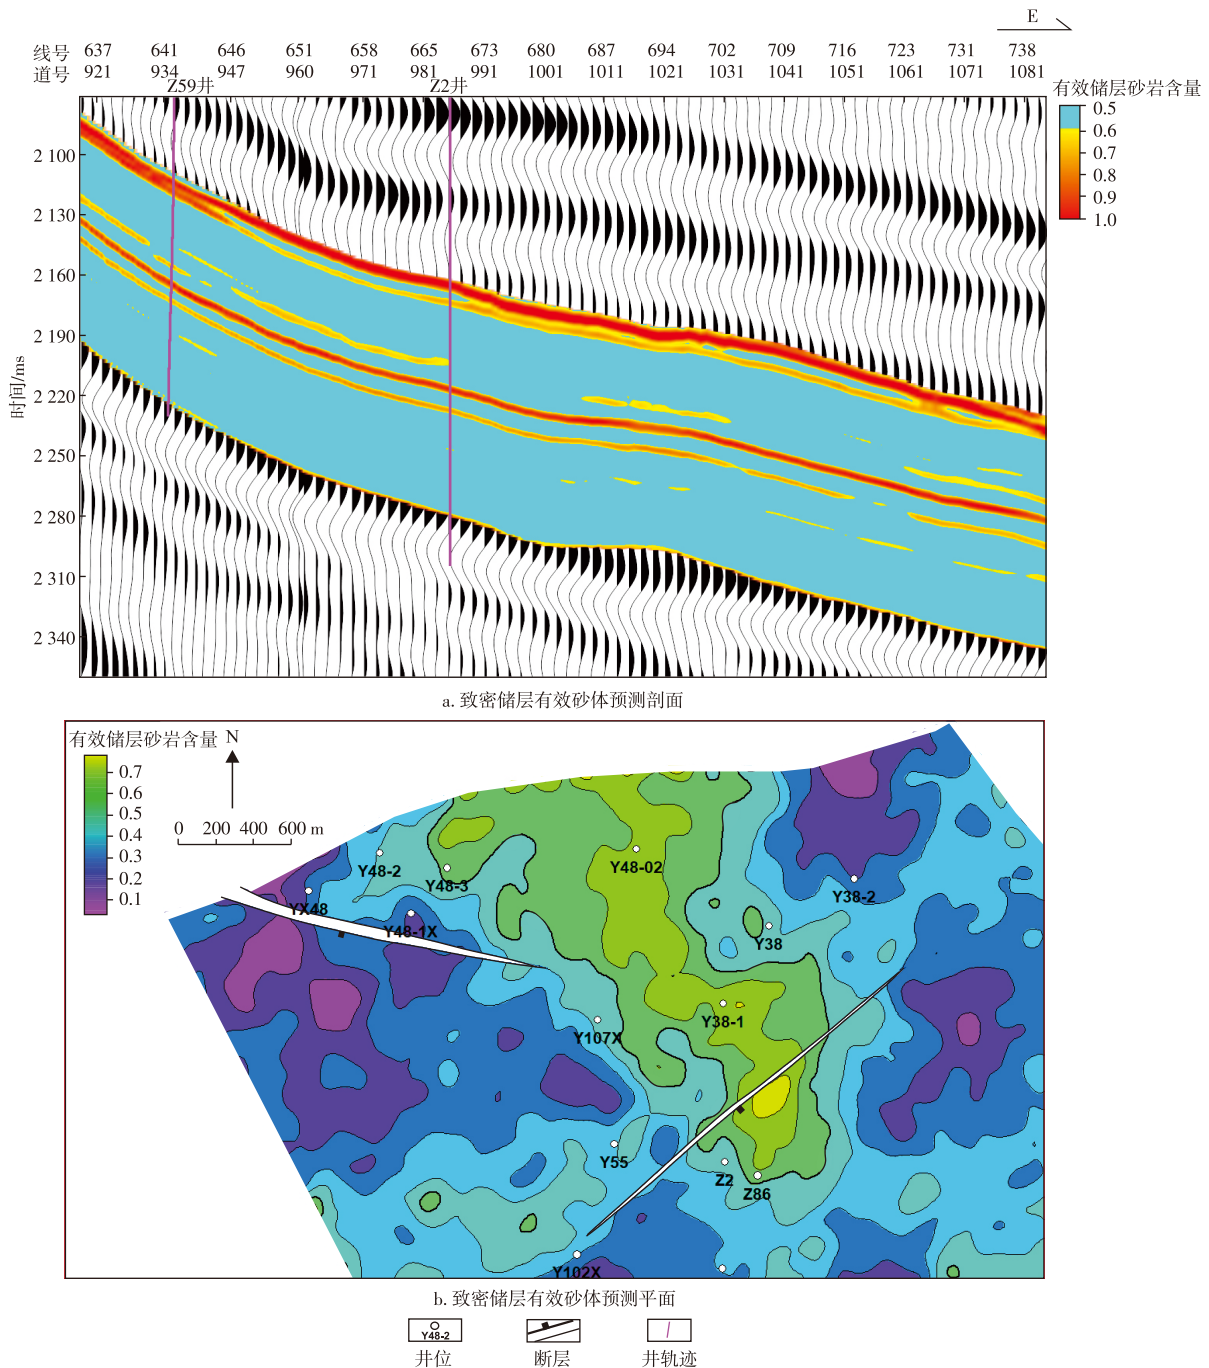 E
线号 637 641 646 651 658 665 673 680 687 694 702 709 716 723 731 738
道号 921 934 947 960 971 981 991 1001 1011 1021 1031 1041 1051 1061 1071 1081
Z59井 Z2井
有效储层砂岩含量
0.5
0.6
0.7
0.8
0.9
1.0
时间/ms
2 100
2 130
2 160
2 190
2 220
2 250
2 280
2 310
2 340
a. 致密储层有效砂体预测剖面
有效储层砂岩含量 N
0.7
0.6
0.5
0.4
0.3
0.2
0.1
0 200 400 600 m
Y48-2
Y48-3
Y48-02
Y38-2
YX48
Y48-1X
Y38
Y38-1
Y107X
Y55
Z2
Z86
Y102X
b. 致密储层有效砂体预测平面
Y48-2
井位 断层 井轨迹